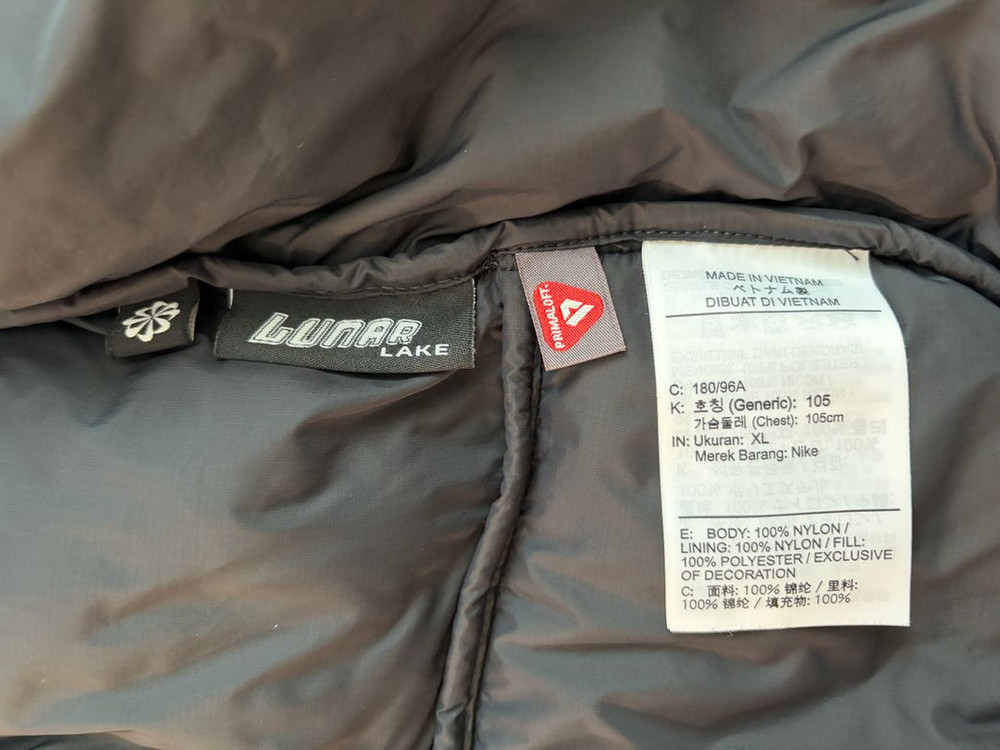 LUNAR
LAKE
PRIMALOFT
MADE IN VIETNAM
ベトナム製
DIBUAT DI VIETNAM
C: 180/96A
K: 호칭 (Generic): 105
가슴둘레 (Chest): 105cm
IN: Ukuran: XL
Merek Barang: Nike
E: BODY: 100% NYLON /
LINING: 100% NYLON / FILL:
100% POLYESTER / EXCLUSIVE
OF DECORATION
C: 面料: 100% 锦纶 / 里料:
100% 锦纶 / 填充物: 100%